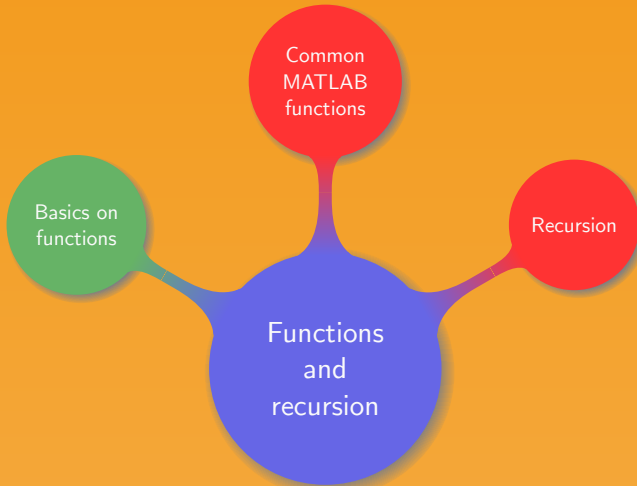 Common
MATLAB
functions
Basics on
functions
Recursion
Functions
and
recursion